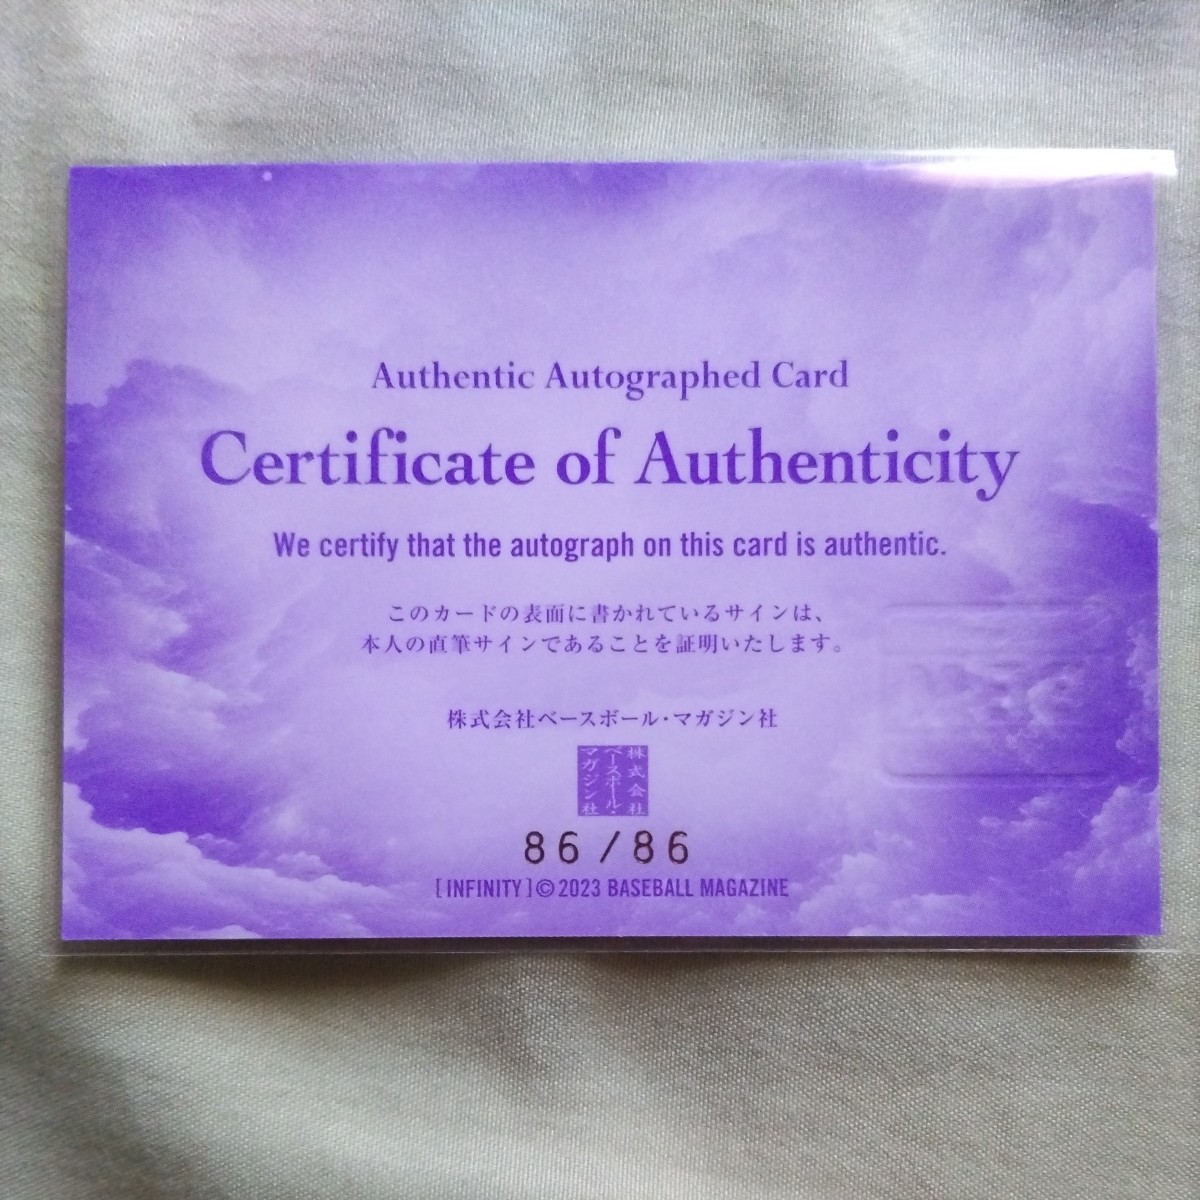 Authentic Autographed Card
Certificate of Authenticity
We certify that the autograph on this card is authentic.
このカードの表面に書かれているサインは、
本人の直筆サインであることを証明いたします。
株式会社ベースボール・マガジン社
株式会社
ベースボール・
マガジン社
86/86
[INFINITY]©2023 BASEBALL MAGAZINE